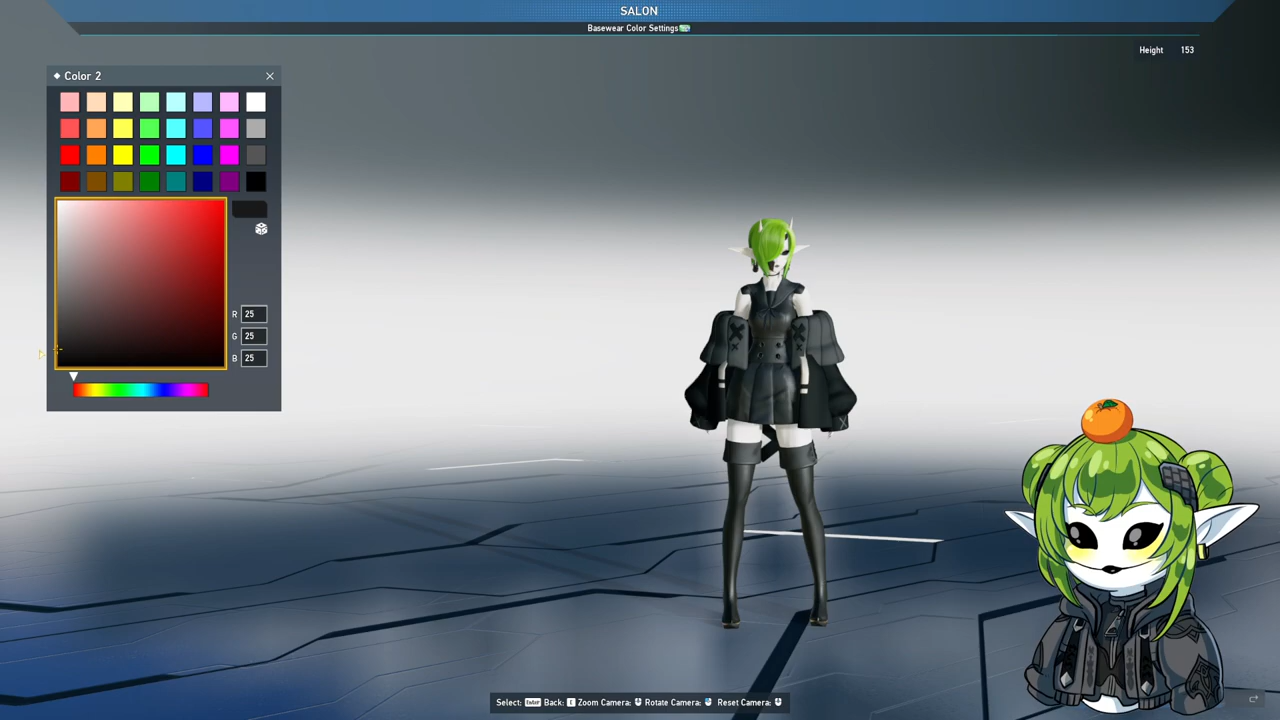 SALON
Basewear Color Settings
Height 153
Color 2
R 25
G 25
B 25
Select: Enter Back: Zoom Camera: Rotate Camera: Reset Camera: